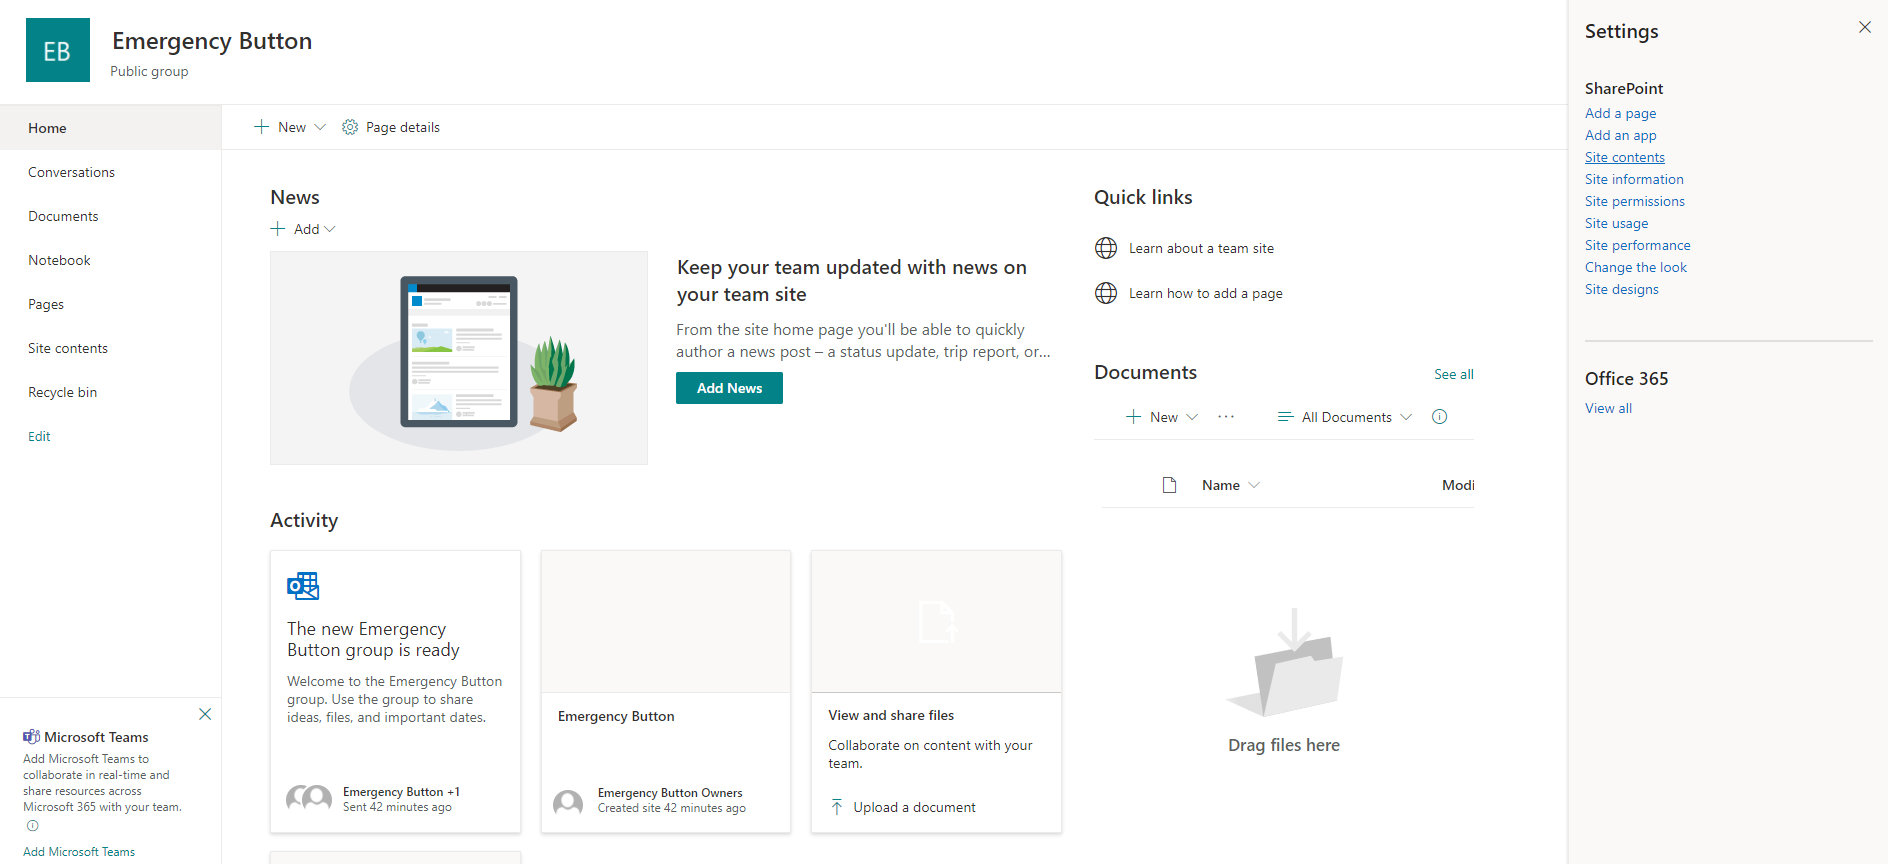 EB
Emergency Button
Public group
Home
Conversations
Documents
Notebook
Pages
Site contents
Recycle bin
Edit
Microsoft Teams
Add Microsoft Teams to
collaborate in real-time and
share resources across
Microsoft 365 with your team.
Add Microsoft Teams
New
Page details
News
Add
Keep your team updated with news on
your team site
From the site home page you'll be able to quickly
author a news post – a status update, trip report, or...
Add News
Activity
The new Emergency
Button group is ready
Welcome to the Emergency Button
group. Use the group to share
ideas, files, and important dates.
Emergency Button +1
Sent 42 minutes ago
Emergency Button
Emergency Button Owners
Created site 42 minutes ago
View and share files
Collaborate on content with your
team.
Upload a document
Quick links
Learn about a team site
Learn how to add a page
Documents
See all
New
All Documents
Name
Modi
Drag files here
Settings
SharePoint
Add a page
Add an app
Site contents
Site information
Site permissions
Site usage
Site performance
Change the look
Site designs
Office 365
View all